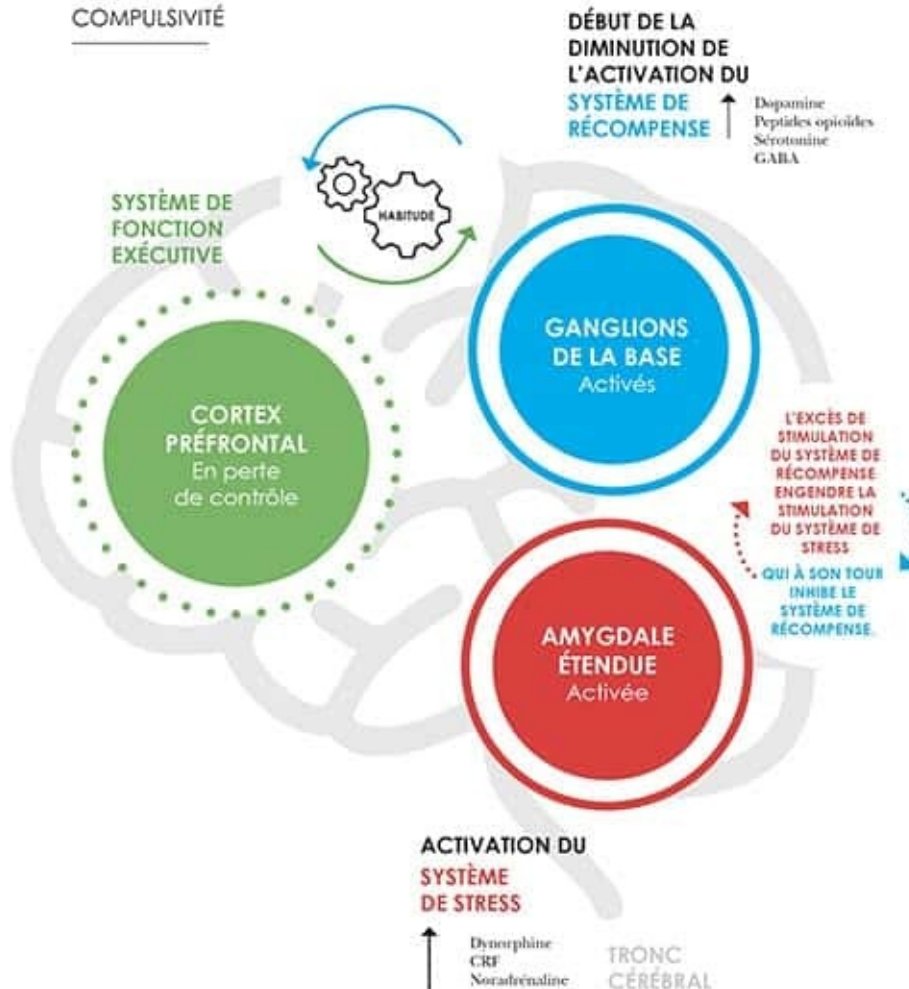 COMPULSIVITÉ
DÉBUT DE LA
DIMINUTION DE
L'ACTIVATION DU
SYSTÈME DE
RÉCOMPENSE
Dopamine
Peptides opioïdes
Sérotonine
GABA
HABITUDE
SYSTÈME DE
FONCTION
EXÉCUTIVE
GANGLIONS
DE LA BASE
Activés
CORTEX
PRÉFRONTAL
En perte
de contrôle
L'EXCÈS DE
STIMULATION
DU SYSTÈME DE
RÉCOMPENSE
ENGENDRE LA
STIMULATION
DU SYSTÈME DE
STRESS
QUI À SON TOUR
INHIBE LE
SYSTÈME DE
RÉCOMPENSE.
AMYGDALE
ÉTENDUE
Activée
ACTIVATION DU
SYSTÈME
DE STRESS
Dynorphine
CRF
Noradrénaline
TRONC
CÉRÉBRAL